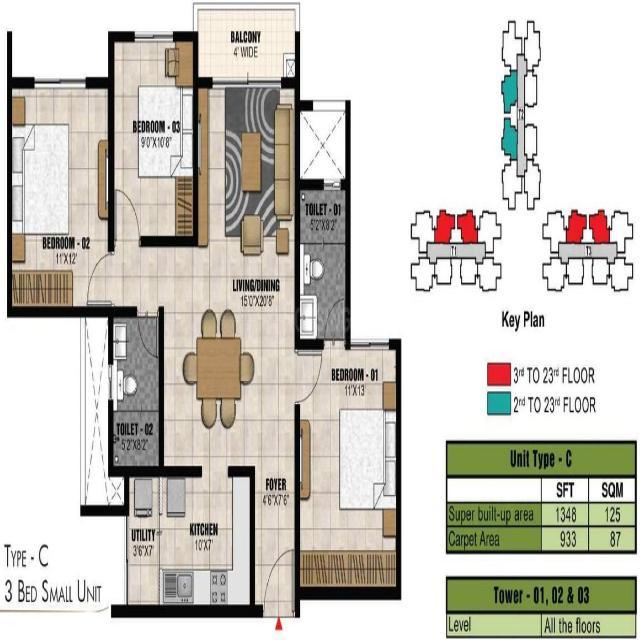 BALCONY
4' WIDE
BEDROOM - 03
9'0"X10'8"
BEDROOM - 02
11'X12'
TOILET - 01
5'2"X8'2"
LIVING/DINING
15'0"X20'8"
BEDROOM - 01
11'X13'
TOILET - 02
5'2"X8'2"
FOYER
4'6"X7'6"
KITCHEN
10'X7'
UTILITY
3'6"X7'
TYPE - C
3 BED SMALL UNIT
T2
T1
T3
Key Plan
3rd TO 23rd FLOOR
2nd TO 23rd FLOOR
Unit Type - C
SFT SQM
Super built-up area 1348 125
Carpet Area 933 87
Tower - 01, 02 & 03
Level All the floors